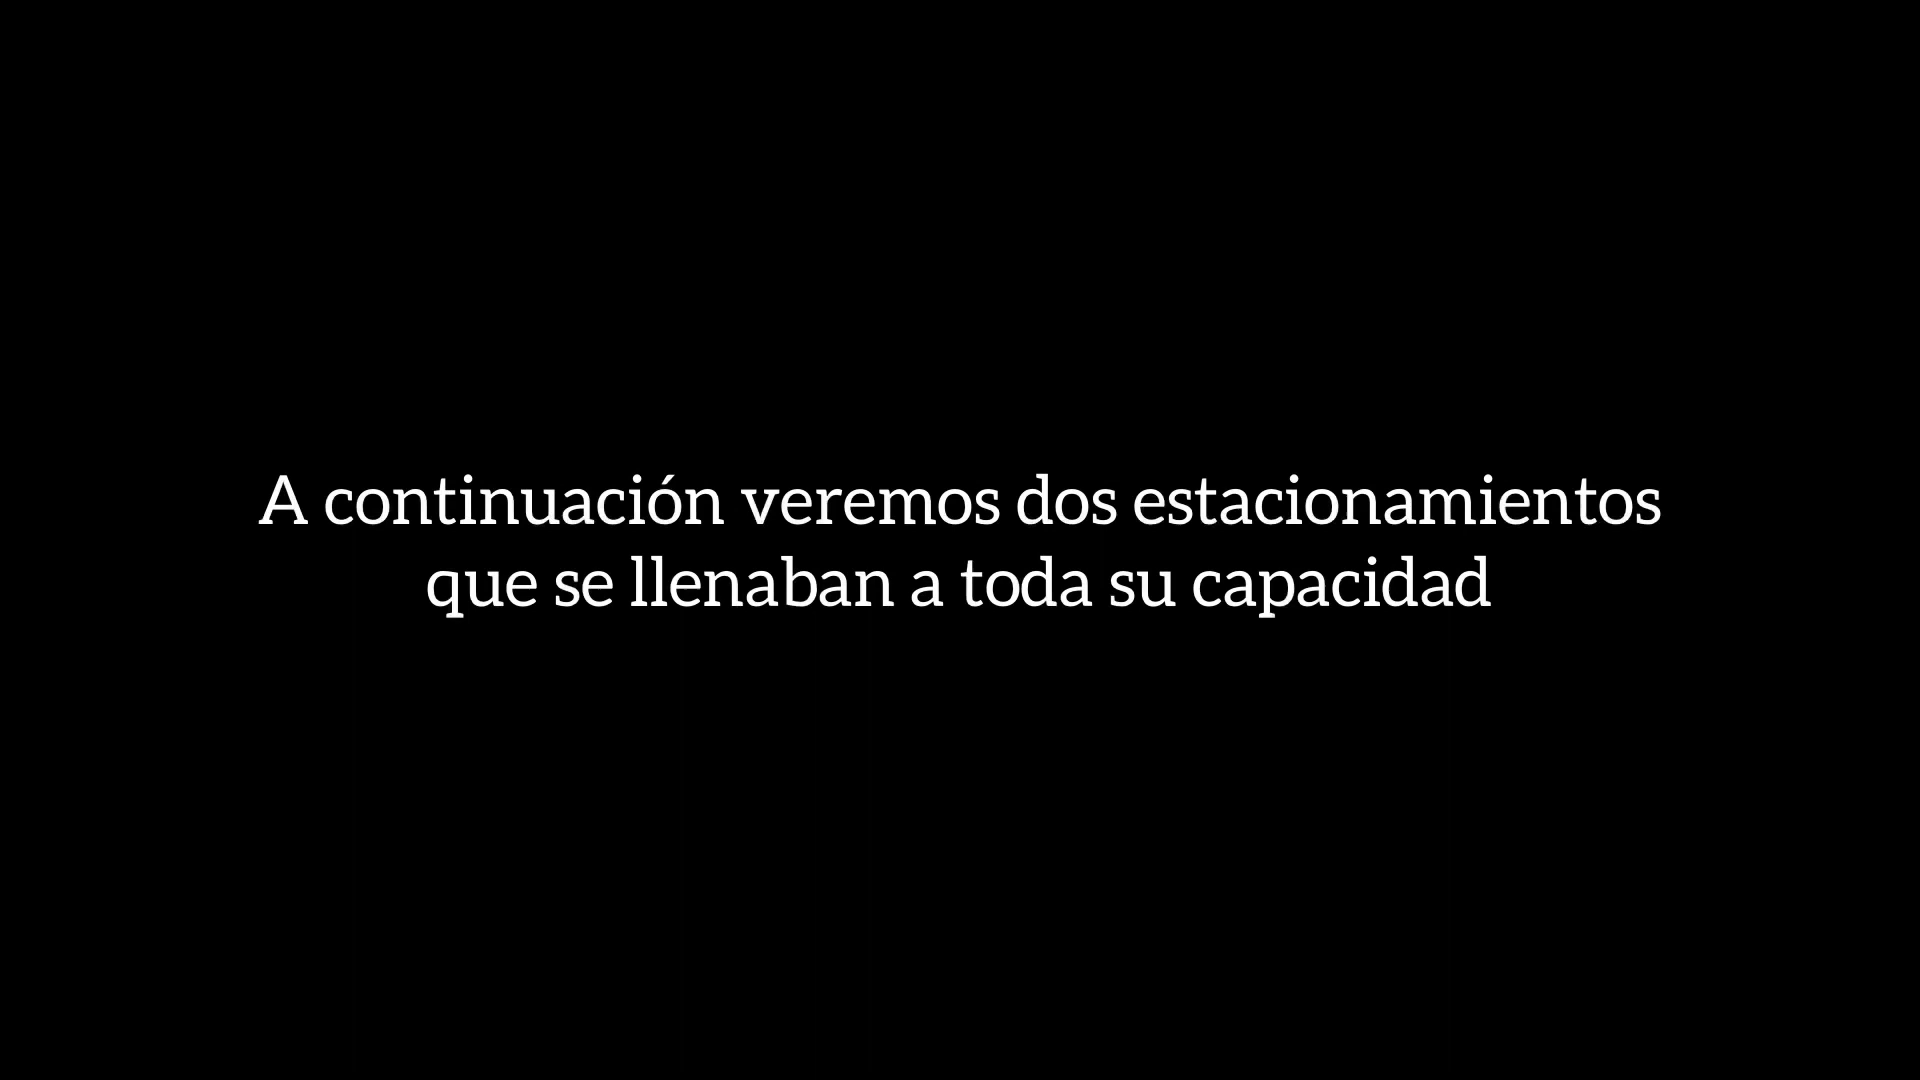 A continuación veremos dos estacionamientos
que se llenaban a toda su capacidad